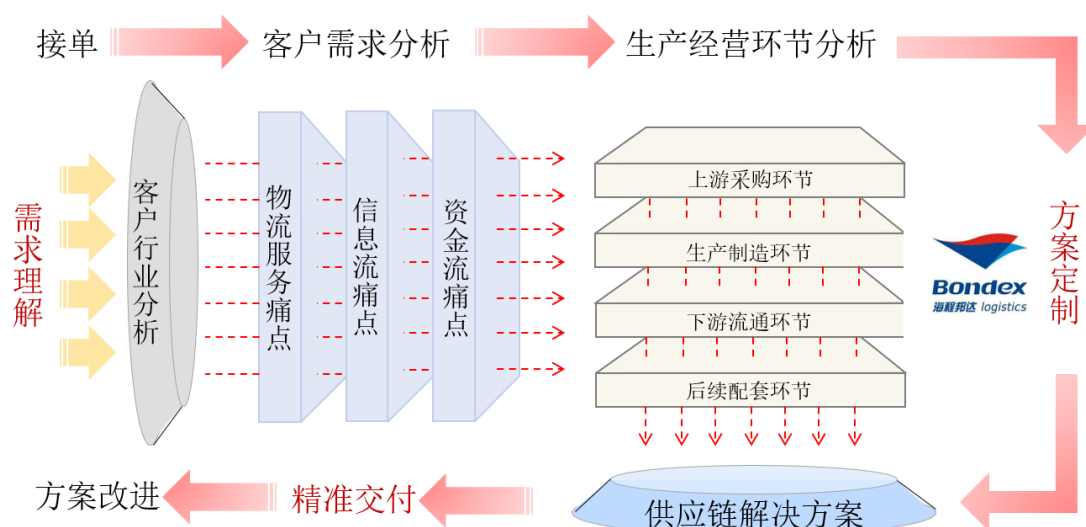 接单
客户需求分析
生产经营环节分析
需求理解
客户行业分析
物流服务痛点
信息流痛点
资金流痛点
上游采购环节
生产制造环节
下游流通环节
后续配套环节
Bondex
海程邦达 logistics
方案定制
方案改进
精准交付
供应链解决方案